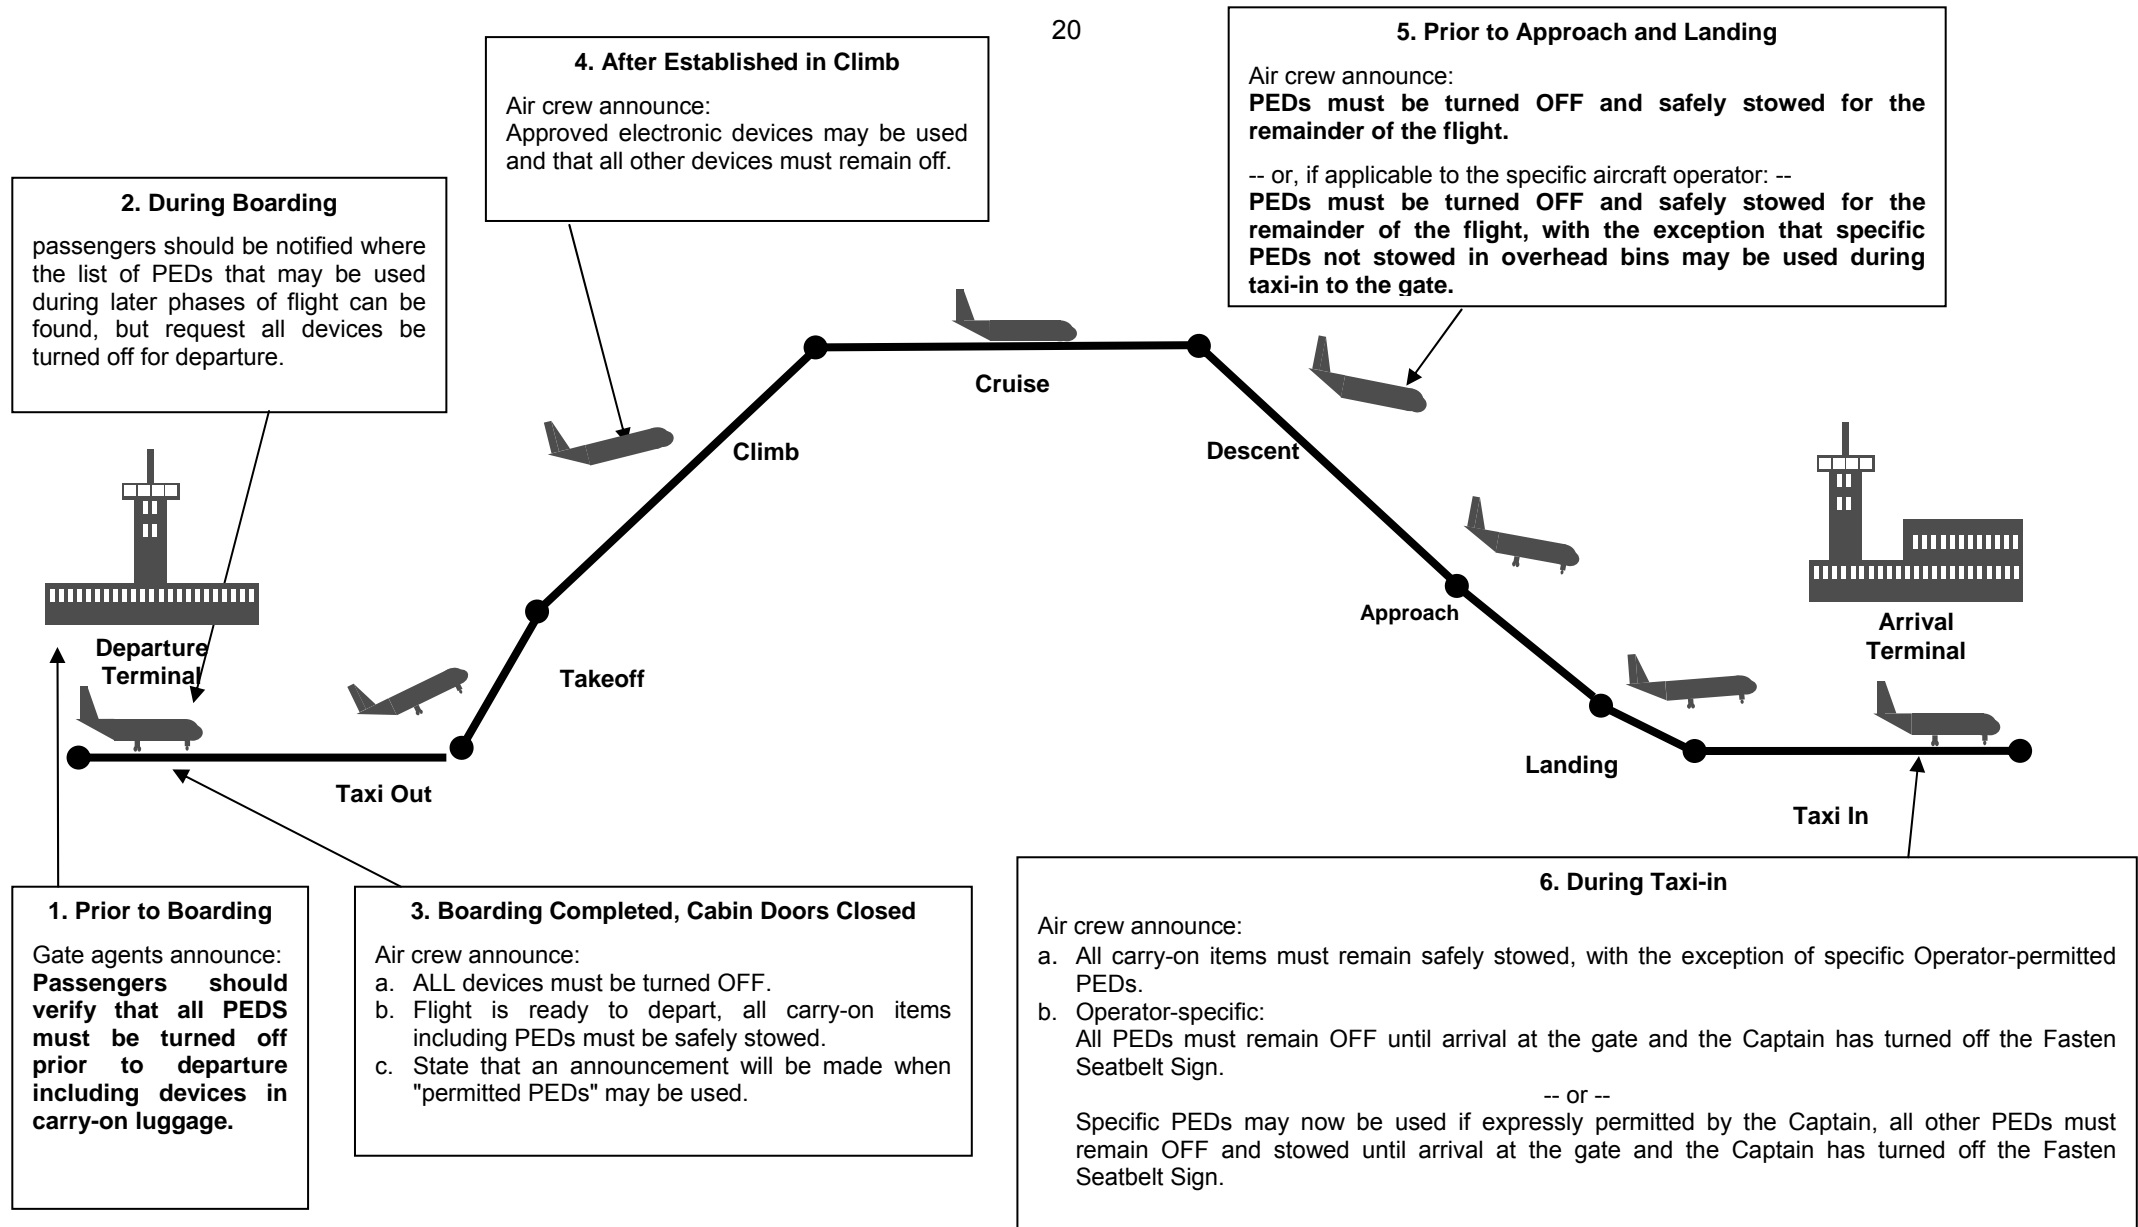 20
4. After Established in Climb
Air crew announce:
Approved electronic devices may be used
and that all other devices must remain off.
5. Prior to Approach and Landing
Air crew announce:
PEDs must be turned OFF and safely stowed for the
remainder of the flight.
-- or, if applicable to the specific aircraft operator: --
PEDs must be turned OFF and safely stowed for the
remainder of the flight, with the exception that specific
PEDs not stowed in overhead bins may be used during
taxi-in to the gate.
2. During Boarding
passengers should be notified where
the list of PEDs that may be used
during later phases of flight can be
found, but request all devices be
turned off for departure.
Cruise
Climb
Descent
Departure
Terminal
Takeoff
Approach
Arrival
Terminal
Taxi Out
Landing
Taxi In
1. Prior to Boarding
Gate agents announce:
Passengers should
verify that all PEDS
must be turned off
prior to departure
including devices in
carry-on luggage.
3. Boarding Completed, Cabin Doors Closed
Air crew announce:
a. ALL devices must be turned OFF.
b. Flight is ready to depart, all carry-on items
including PEDs must be safely stowed.
c. State that an announcement will be made when
"permitted PEDs" may be used.
6. During Taxi-in
Air crew announce:
a. All carry-on items must remain safely stowed, with the exception of specific Operator-permitted
PEDs.
b. Operator-specific:
All PEDs must remain OFF until arrival at the gate and the Captain has turned off the Fasten
Seatbelt Sign.
-- or --
Specific PEDs may now be used if expressly permitted by the Captain, all other PEDs must
remain OFF and stowed until arrival at the gate and the Captain has turned off the Fasten
Seatbelt Sign.